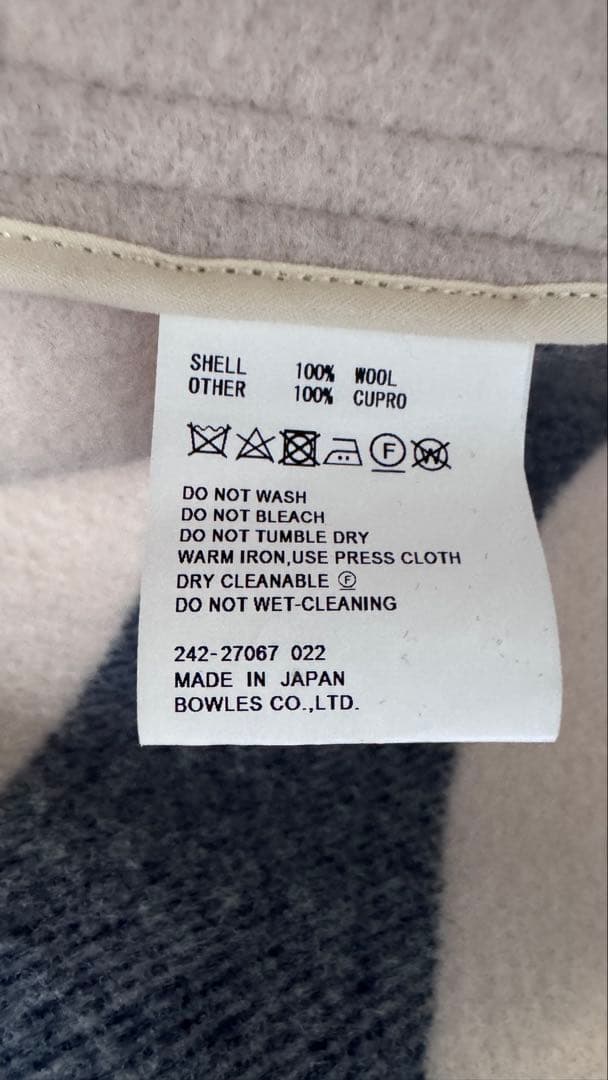 SHELL 100% WOOL
OTHER 100% CUPRO
F W
DO NOT WASH
DO NOT BLEACH
DO NOT TUMBLE DRY
WARM IRON,USE PRESS CLOTH
DRY CLEANABLE Ⓕ
DO NOT WET-CLEANING
242-27067 022
MADE IN JAPAN
BOWLES CO.,LTD.